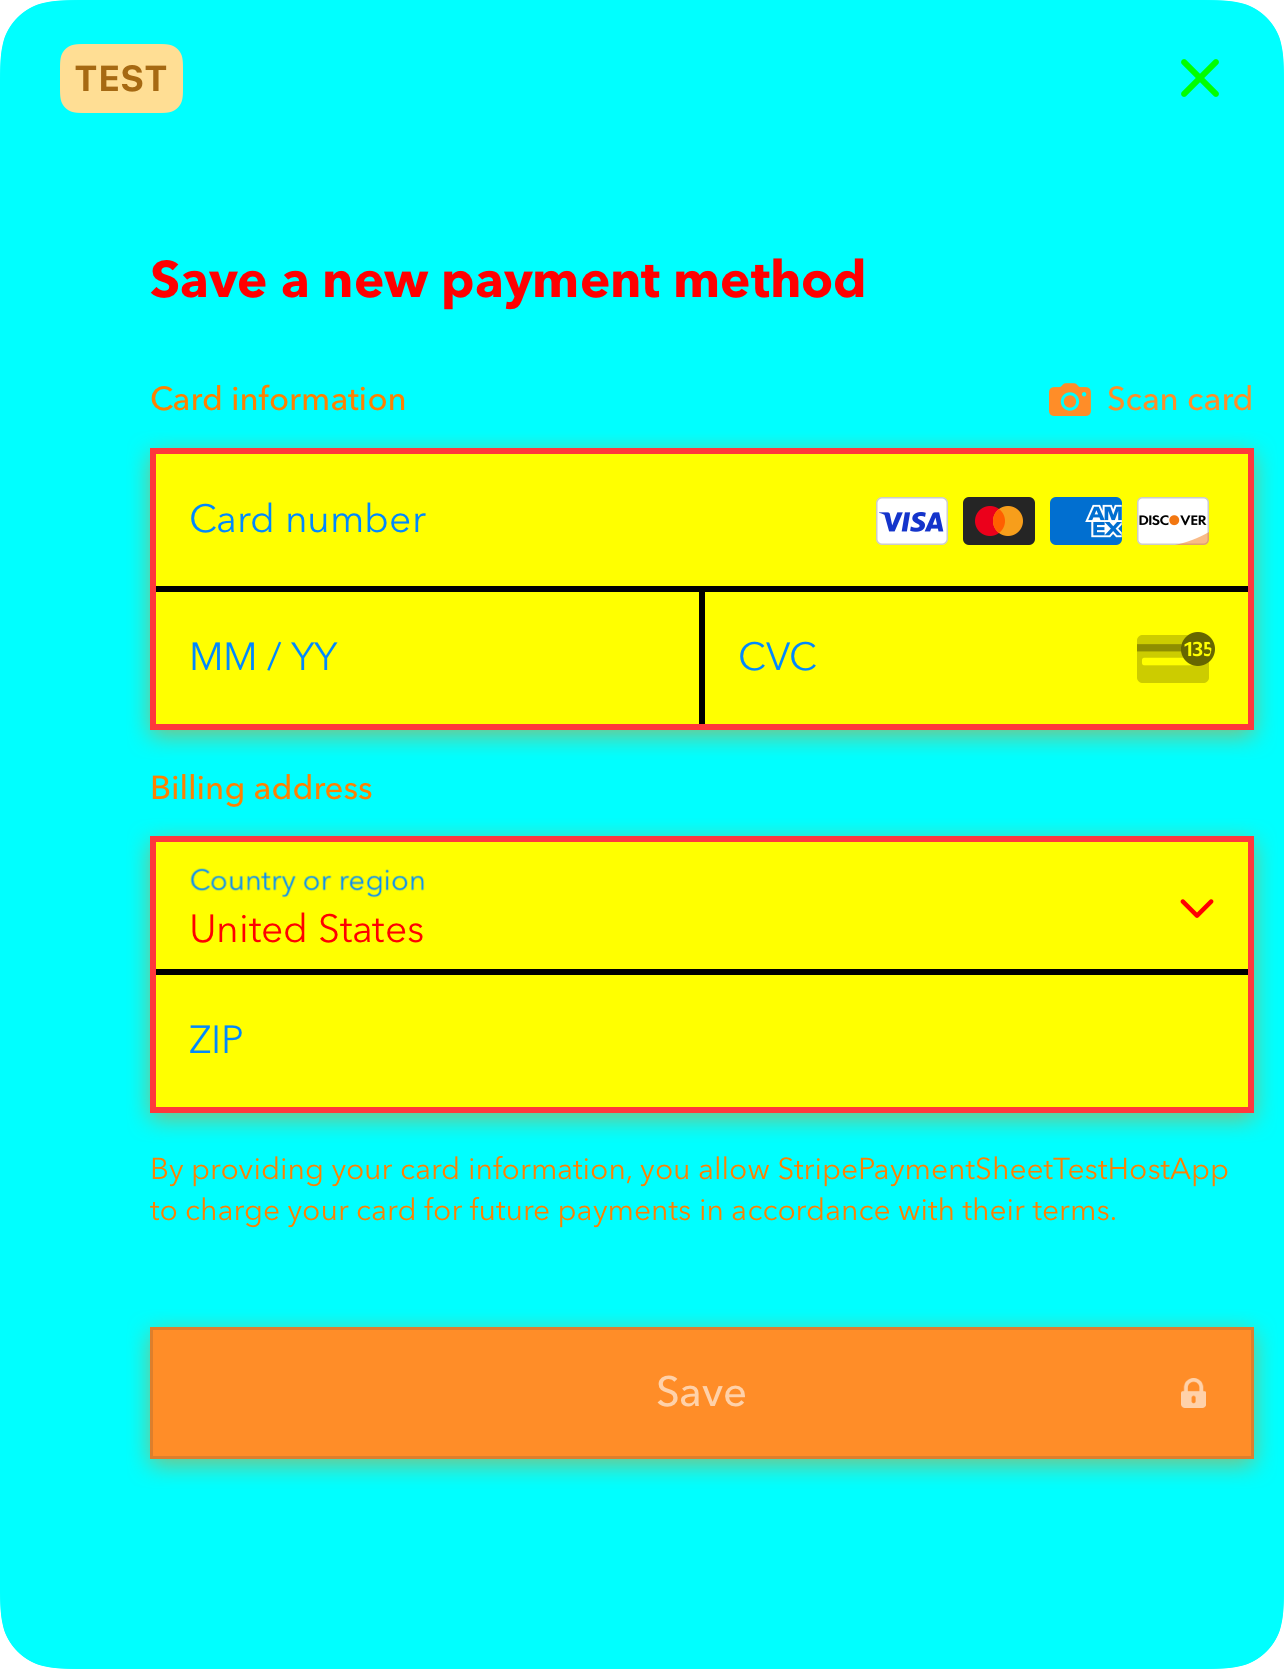 TEST
Save a new payment method
Card information
Scan card
Card number
VISA
AM
EX
DISCOVER
MM / YY
CVC
135
Billing address
Country or region
United States
ZIP
By providing your card information, you allow StripePaymentSheetTestHostApp
to charge your card for future payments in accordance with their terms.
Save